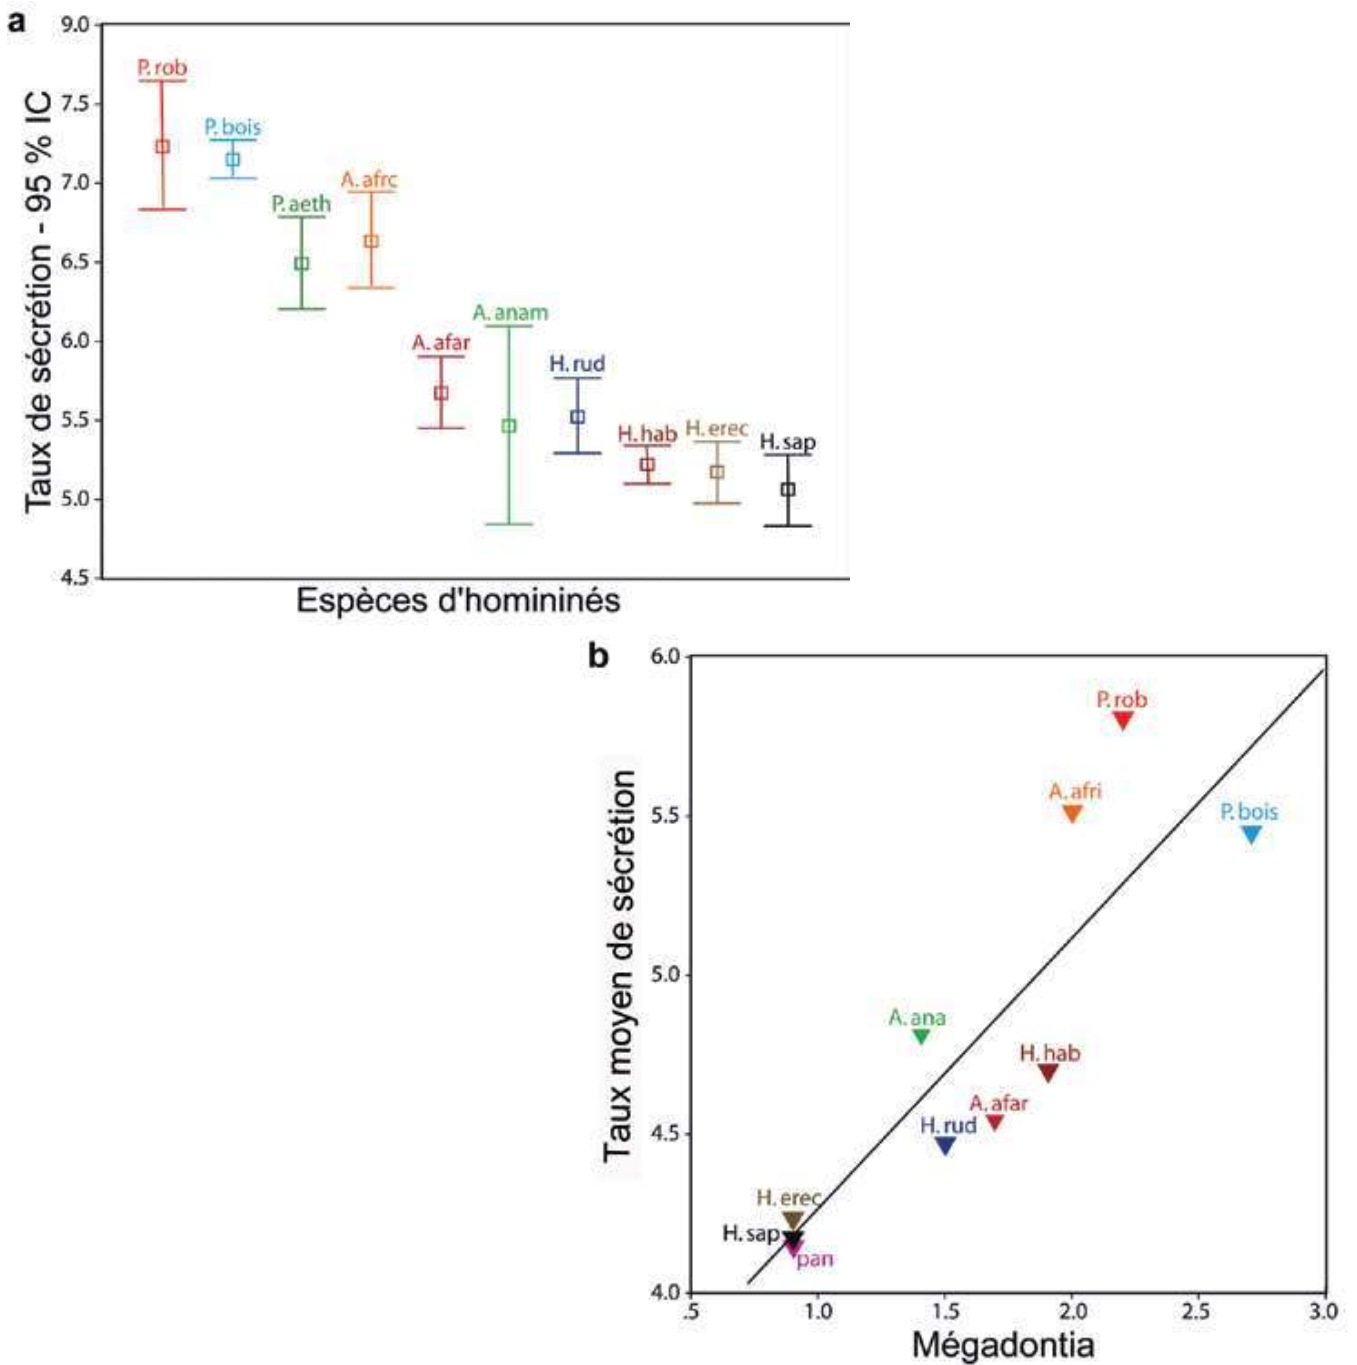 a
9.0
7.5
7.0
6.5
6.0
5.5
5.0
4.5
Taux de sécrétion - 95 % IC
P. rob
P. bois
P. aeth
A. afrc
A. afar
A. anam
H. rud
H. hab
H. erec
H. sap
Espèces d'homininés
b
6.0
5.5
5.0
4.5
4.0
Taux moyen de sécrétion
P. rob
A. afri
P. bois
A. ana
H. hab
A. afar
H. rud
H. erec
H. sap
pan
.5 1.0 1.5 2.0 2.5 3.0
Mégadontia